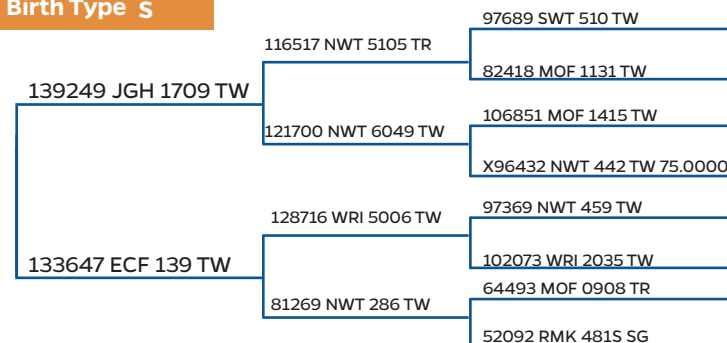 Birth Type S
97689 SWT 510 TW
116517 NWT 5105 TR
82418 MOF 1131 TW
139249 JGH 1709 TW
106851 MOF 1415 TW
121700 NWT 6049 TW
X96432 NWT 442 TW 75.0000
97369 NWT 459 TW
128716 WRI 5006 TW
102073 WRI 2035 TW
133647 ECF 139 TW
64493 MOF 0908 TR
81269 NWT 286 TW
52092 RMK 481S SG